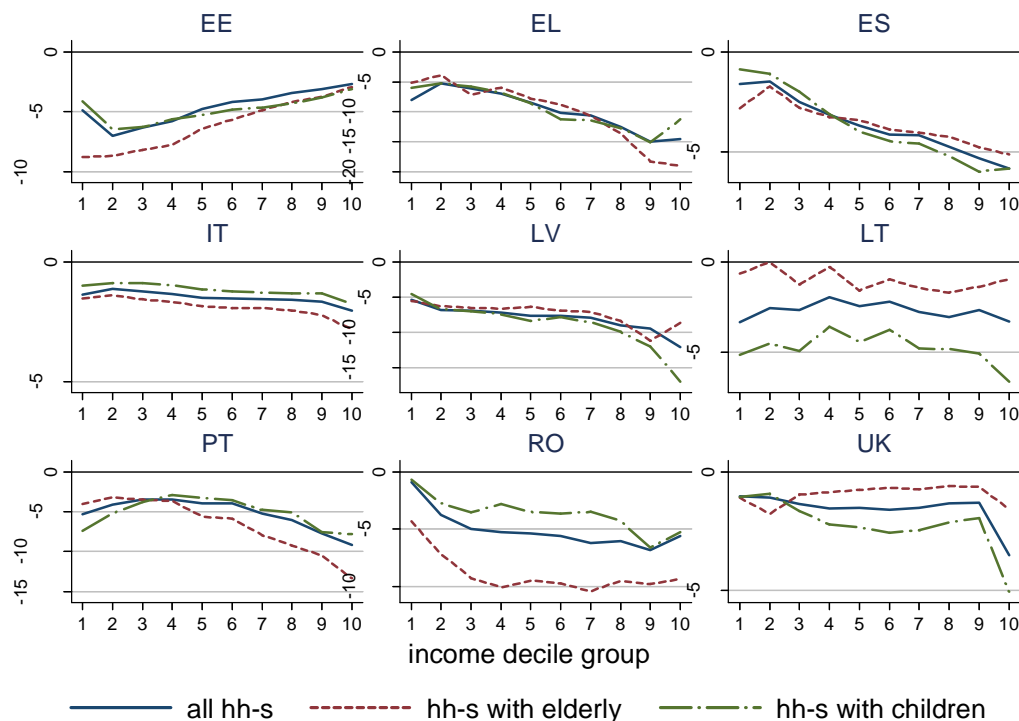 EE EL ES
0 0 0
-5 -5 -5
-10 -10 -15 -20
1 2 3 4 5 6 7 8 9 10 1 2 3 4 5 6 7 8 9 10 1 2 3 4 5 6 7 8 9 10
IT LV LT
0 0 0
-5 -5 -10 -15 -5
1 2 3 4 5 6 7 8 9 10 1 2 3 4 5 6 7 8 9 10 1 2 3 4 5 6 7 8 9 10
PT RO UK
0 0 0
-5 -10 -15 -5 -10 -5
1 2 3 4 5 6 7 8 9 10 1 2 3 4 5 6 7 8 9 10 1 2 3 4 5 6 7 8 9 10
income decile group
all hh-s hh-s with elderly hh-s with children